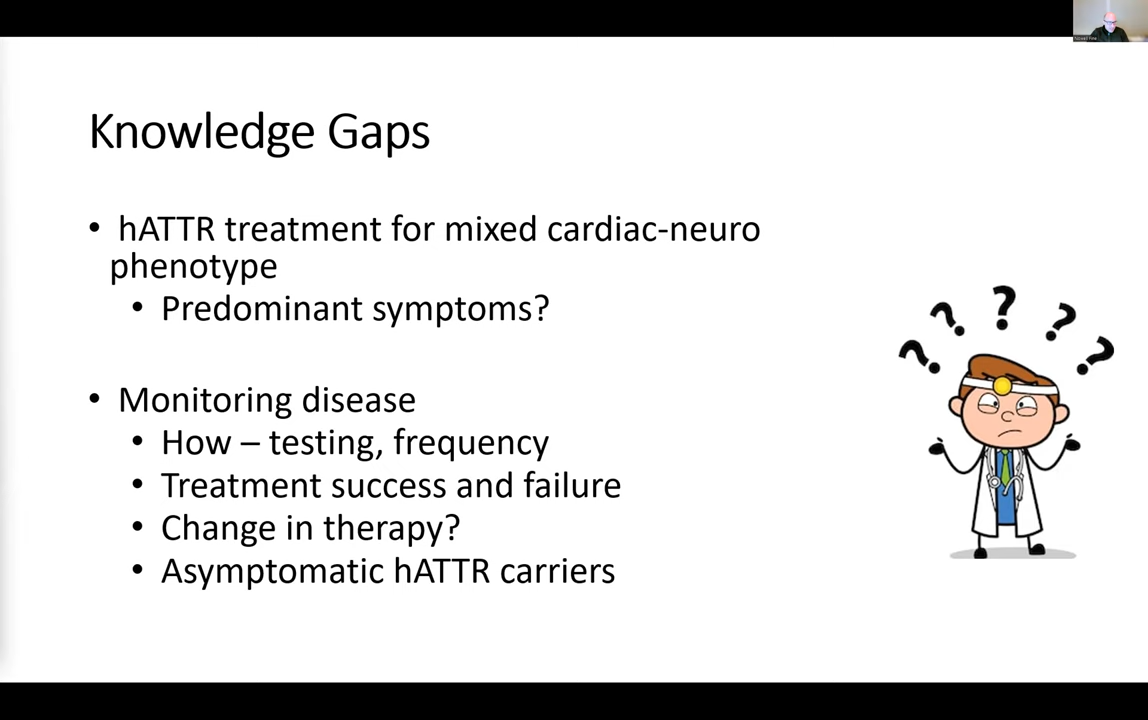 Knowledge Gaps
• hATTR treatment for mixed cardiac-neuro
phenotype
• Predominant symptoms?
• Monitoring disease
• How – testing, frequency
• Treatment success and failure
• Change in therapy?
• Asymptomatic hATTR carriers
? ? ? ? ?